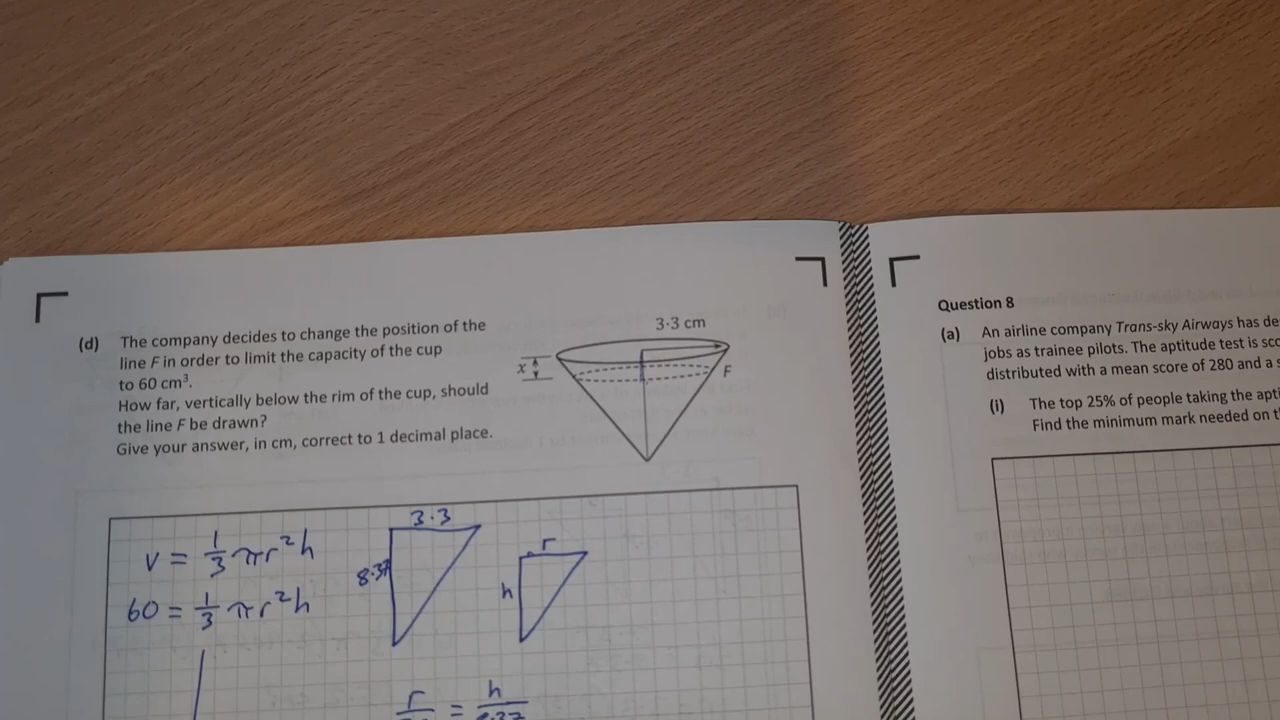 (d) The company decides to change the position of the
line F in order to limit the capacity of the cup
to 60 cm³.
How far, vertically below the rim of the cup, should
the line F be drawn?
Give your answer, in cm, correct to 1 decimal place.
3·3 cm
x
F
V = 1/3 πr²h
60 = 1/3 πr²h
3.3
8.37
r
h
r = h
Question 8
(a) An airline company Trans-sky Airways has
jobs as trainee pilots. The aptitude test is
distributed with a mean score of 280 and a
(i) The top 25% of people taking the
Find the minimum mark needed on